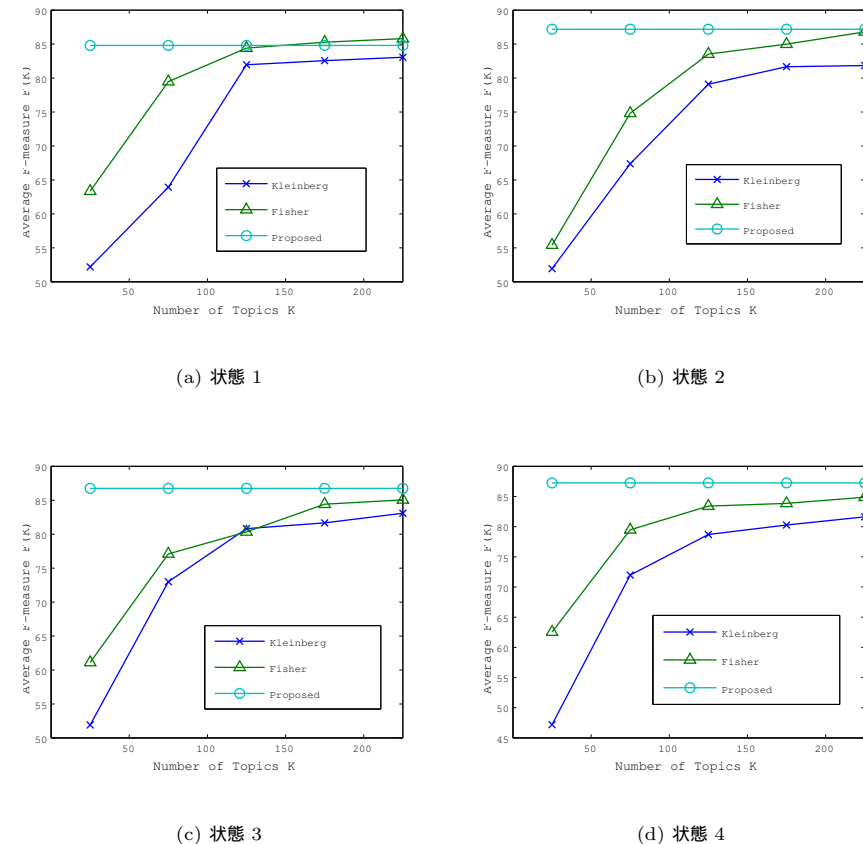 90
85
80
75
70
65
60
55
50
Average F-measure F(K)
Kleinberg
Fisher
Proposed
50 100 150 200
Number of Topics K
(a) 状態 1
90
85
80
75
70
65
60
55
50
Average F-measure F(K)
Kleinberg
Fisher
Proposed
50 100 150 200
Number of Topics K
(b) 状態 2
90
85
80
75
70
65
60
55
50
Average F-measure F(K)
Kleinberg
Fisher
Proposed
50 100 150 200
Number of Topics K
(c) 状態 3
90
85
80
75
70
65
60
55
50
45
Average F-measure F(K)
Kleinberg
Fisher
Proposed
50 100 150 200
Number of Topics K
(d) 状態 4